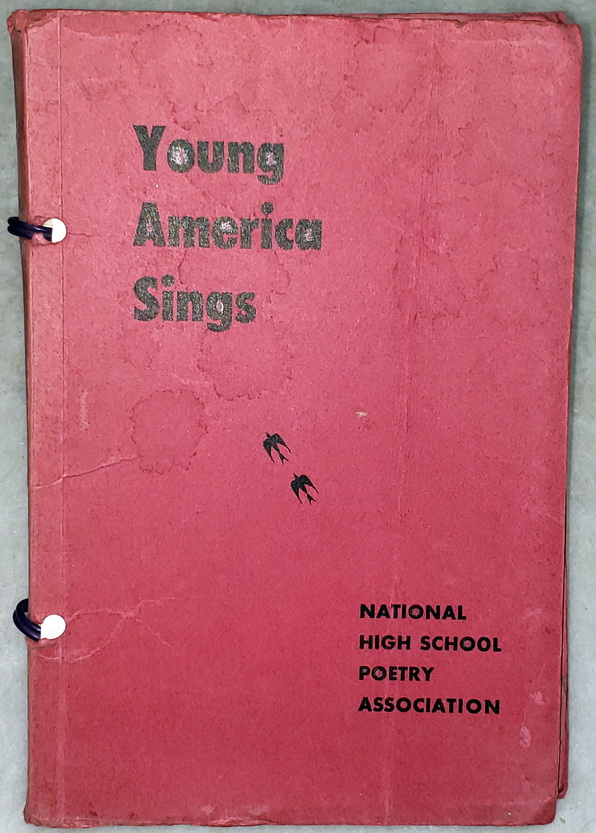 Young
America
Sings
NATIONAL
HIGH SCHOOL
POETRY
ASSOCIATION